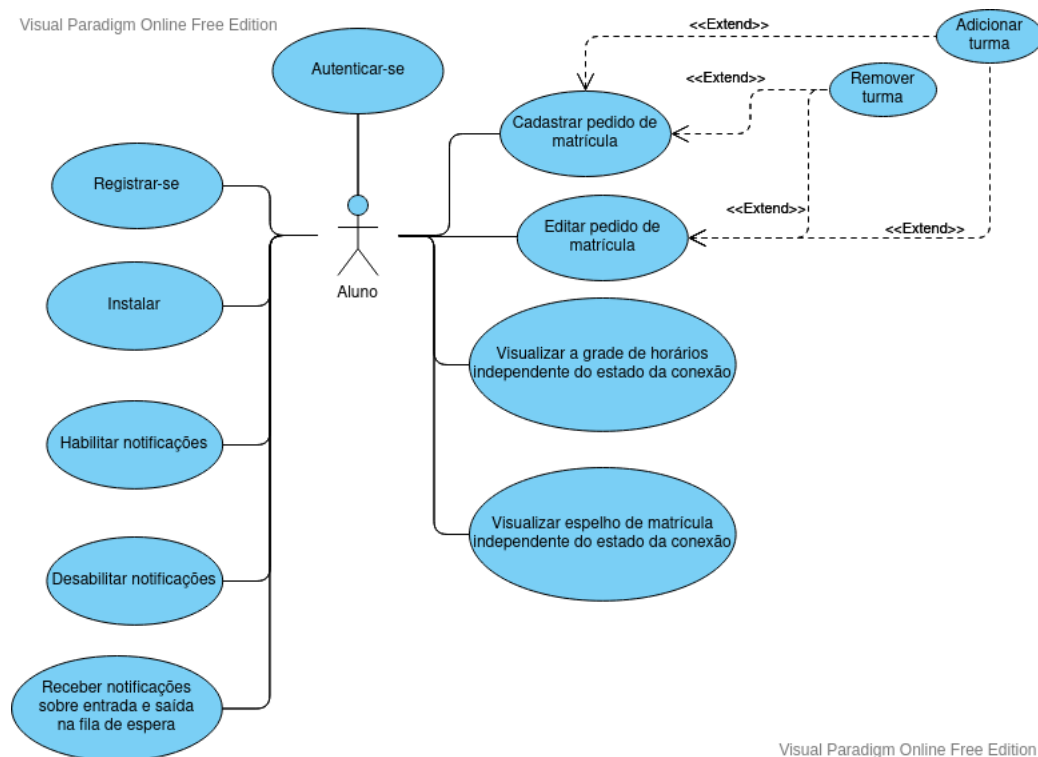 Visual Paradigm Online Free Edition
Autenticar-se
<<Extend>>
Adicionar
turma
<<Extend>>
Remover
turma
Cadastrar pedido de
matrícula
Registrar-se
<<Extend>>
<<Extend>>
Editar pedido de
matrícula
Aluno
Instalar
Visualizar a grade de horários
independente do estado da conexão
Habilitar notificações
Visualizar espelho de matrícula
independente do estado da conexão
Desabilitar notificações
Receber notificações
sobre entrada e saída
na fila de espera
Visual Paradigm Online Free Edition